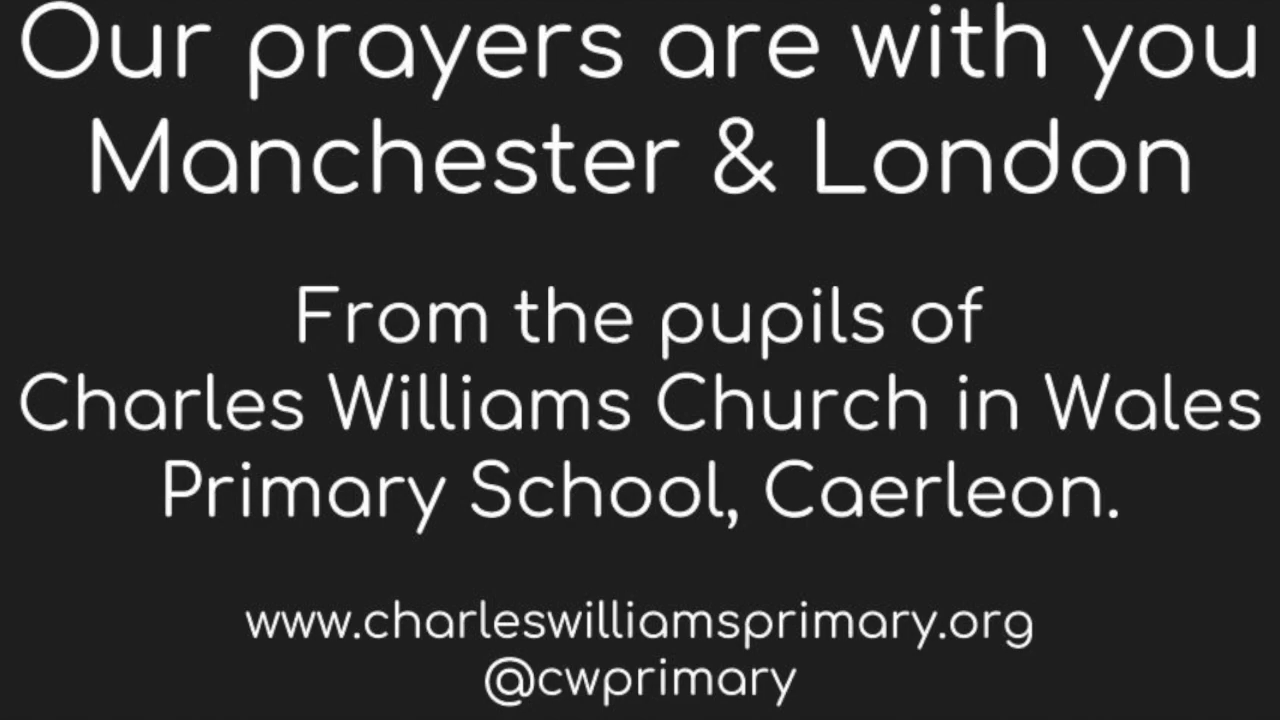 Our prayers are with you
Manchester & London
From the pupils of
Charles Williams Church in Wales
Primary School, Caerleon.
www.charleswilliamsprimary.org
@cwprimary